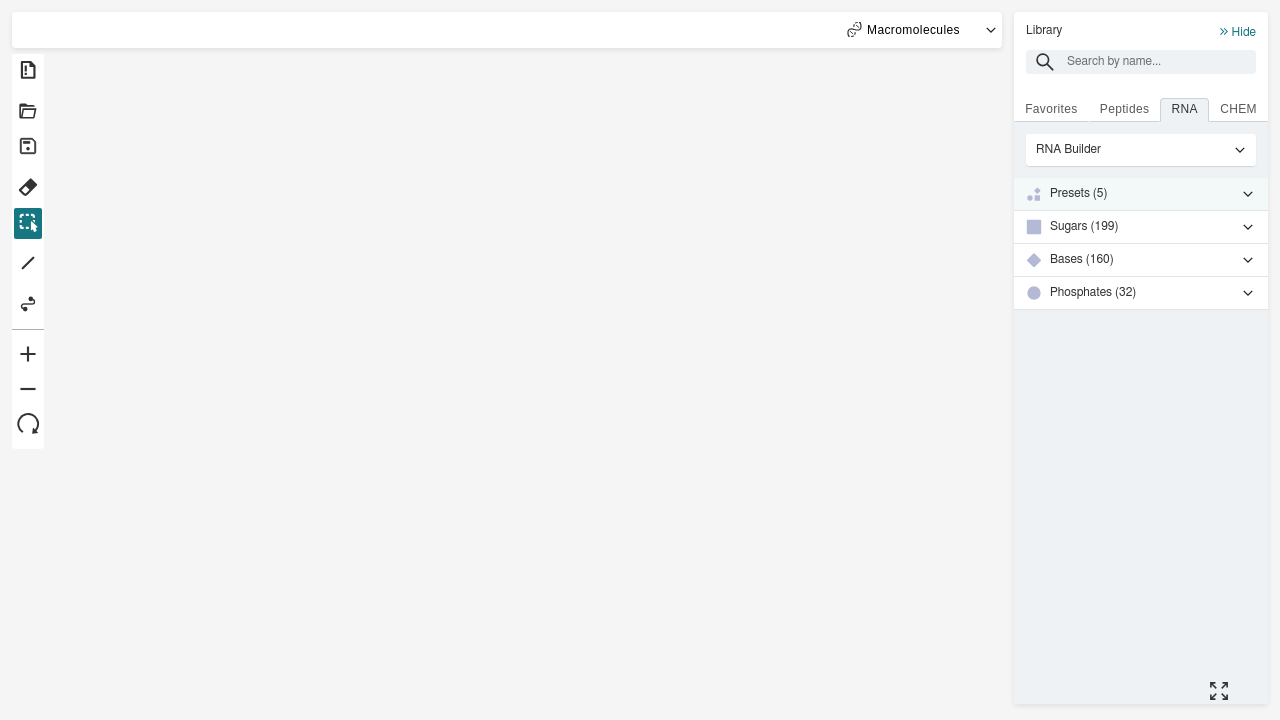 Macromolecules
Library
Hide
Search by name...
Favorites
Peptides
RNA
CHEM
RNA Builder
Presets (5)
Sugars (199)
Bases (160)
Phosphates (32)